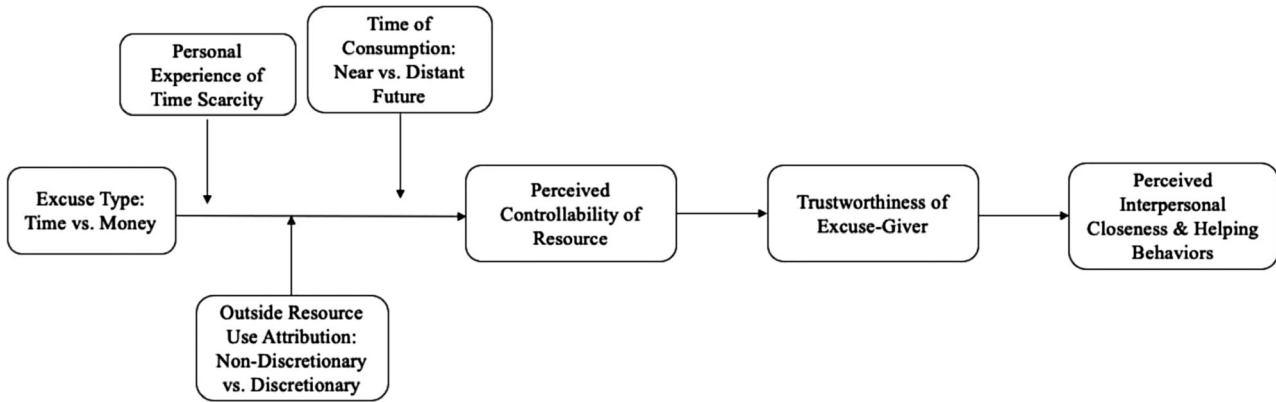 Personal
Experience of
Time Scarcity
Time of
Consumption:
Near vs. Distant
Future
Excuse Type:
Time vs. Money
Perceived
Controllability of
Resource
Trustworthiness of
Excuse-Giver
Perceived
Interpersonal
Closeness & Helping
Behaviors
Outside Resource
Use Attribution:
Non-Discretionary
vs. Discretionary